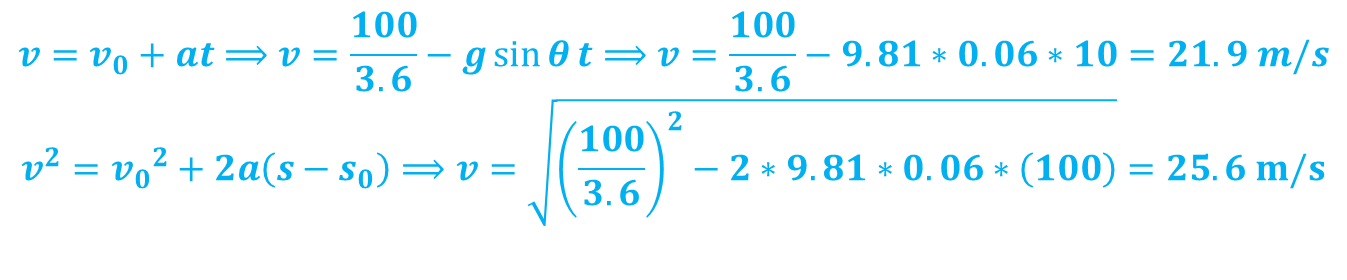 v = v₀ + at ⟹ v = 100/3.6 − g sin θ t ⟹ v = 100/3.6 − 9.81 * 0.06 * 10 = 21.9 m/s
v² = v₀² + 2a(s − s₀) ⟹ v = √((100/3.6)² − 2 * 9.81 * 0.06 * (100)) = 25.6 m/s